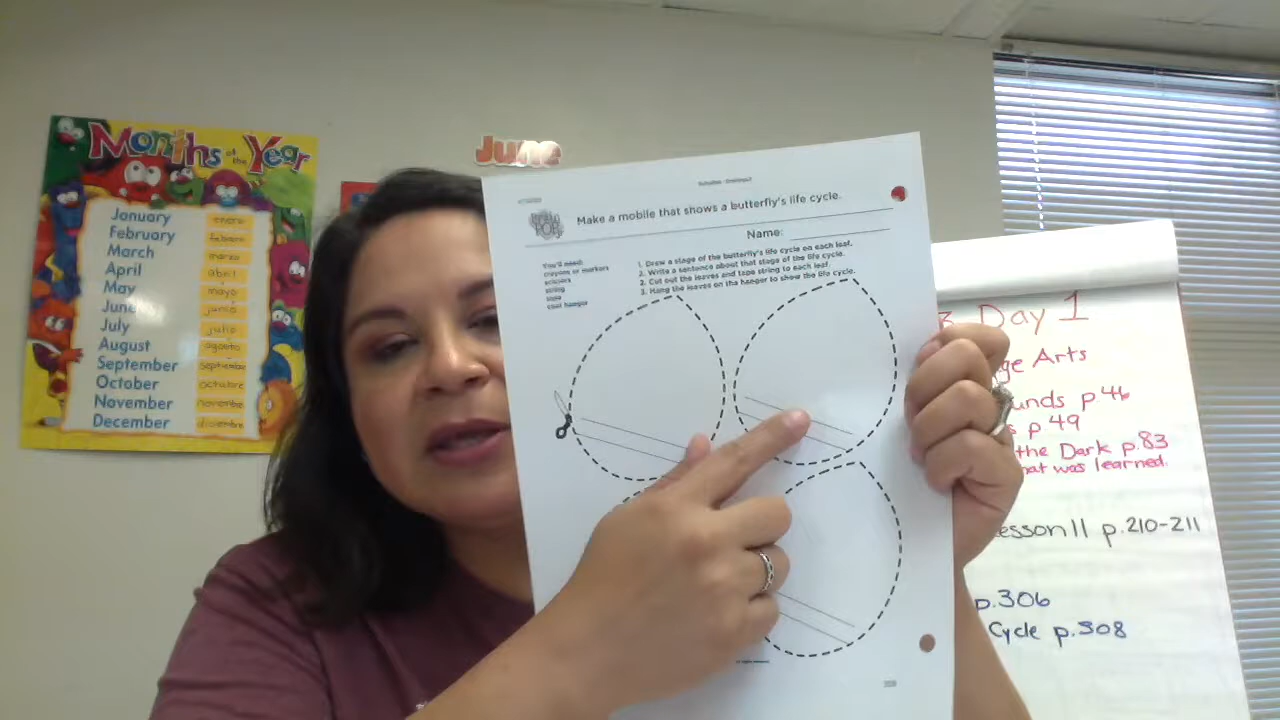 Months of the Year
January enero
February febrero
March marzo
April abril
May mayo
June junio
July julio
August agosto
September septiembre
October octubre
November noviembre
December diciembre
June
Make a mobile that shows a butterfly's life cycle.
Name:
You'll need:
crayons or markers
scissors
string
tape
coat hanger
1. Draw a stage of the butterfly's life cycle on each leaf.
2. Write a sentence about that stage of the life cycle.
2. Cut out the leaves and tape string to each leaf.
3. Hang the leaves on the hanger to show the life cycle.
Day 1
ge Arts
unds p.46
s p 49
the Dark p.83
hat was learned.
esson 11 p.210-211
p.306
Cycle p.308